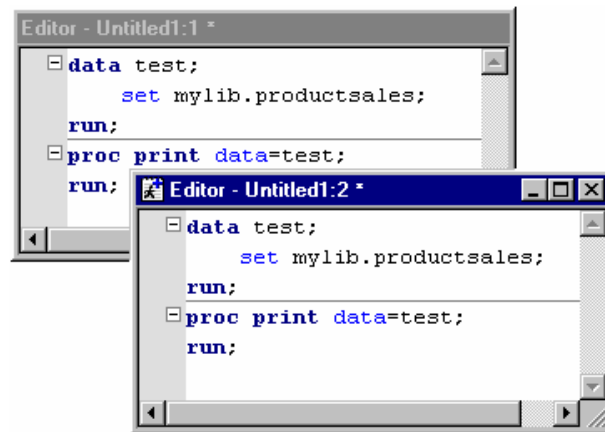 Editor - Untitled1:1 *
data test;
set mylib.productsales;
run;
proc print data=test;
run;
Editor - Untitled1:2 *
data test;
set mylib.productsales;
run;
proc print data=test;
run;